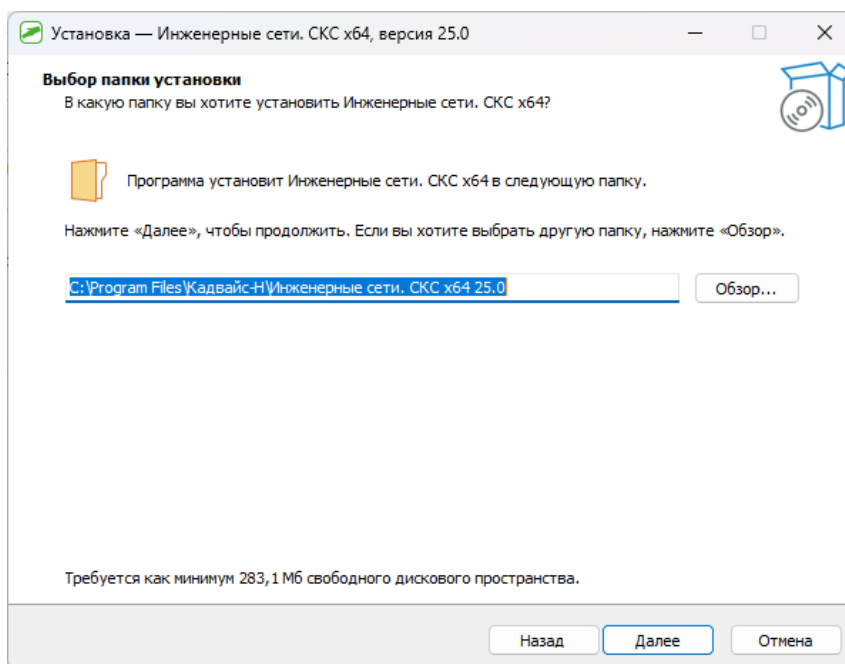 Установка — Инженерные сети. СКС x64, версия 25.0
Выбор папки установки
В какую папку вы хотите установить Инженерные сети. СКС x64?
Программа установит Инженерные сети. СКС x64 в следующую папку.
Нажмите «Далее», чтобы продолжить. Если вы хотите выбрать другую папку, нажмите «Обзор».
C:\Program Files\Кадвайс-Н\Инженерные сети. СКС x64 25.0
Обзор...
Требуется как минимум 283,1 Мб свободного дискового пространства.
Назад Далее Отмена